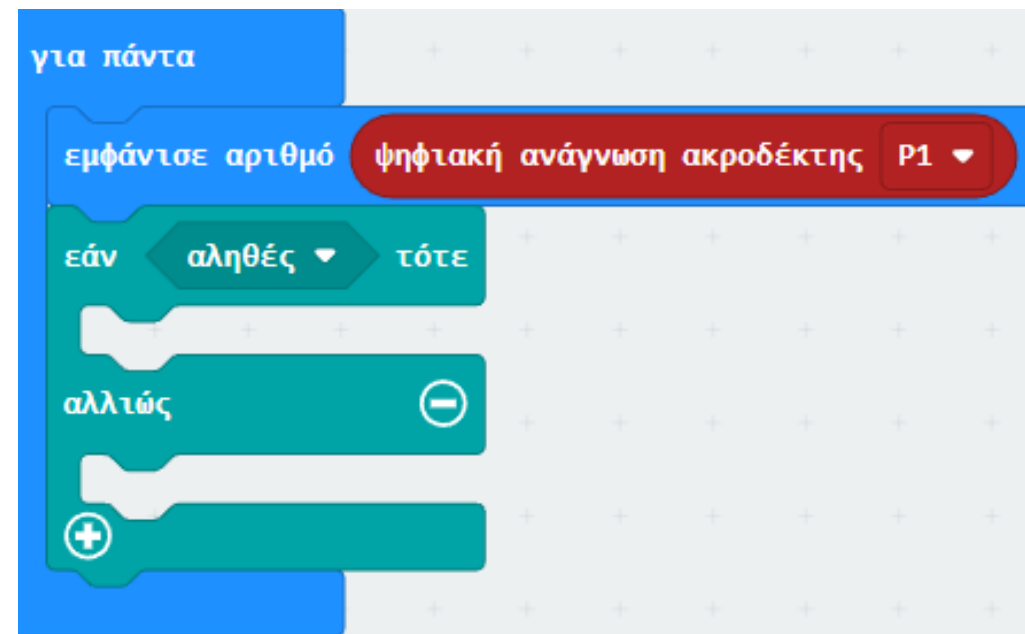 για πάντα
εμφάνισε αριθμό ψηφιακή ανάγνωση ακροδέκτης P1
εάν αληθές τότε
αλλιώς